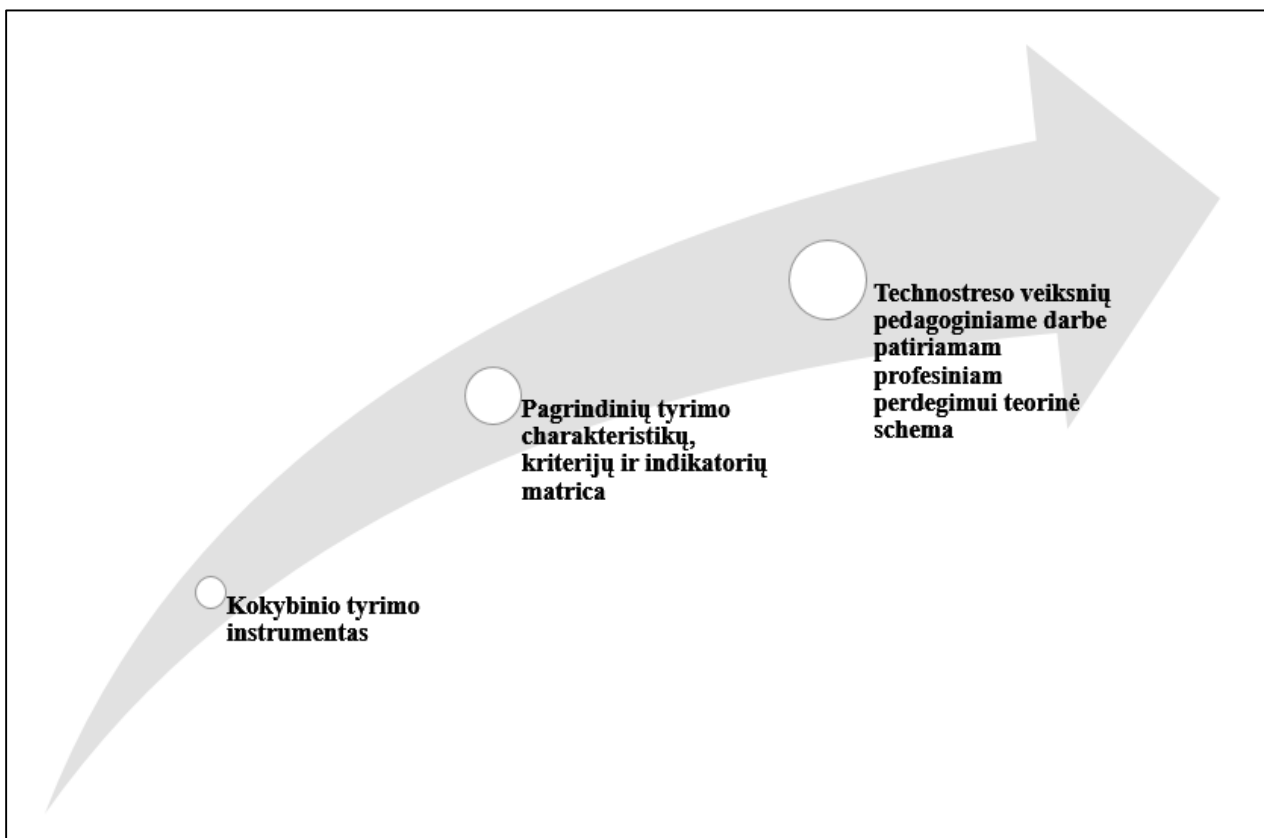 Technostreso veiksnių
pedagoginiame darbe
patiriamam
profesiniam
perdegimui teorinė
schema
Pagrindinių tyrimo
charakteristikų,
kriterijų ir indikatorių
matrica
Kokybinio tyrimo
instrumentas